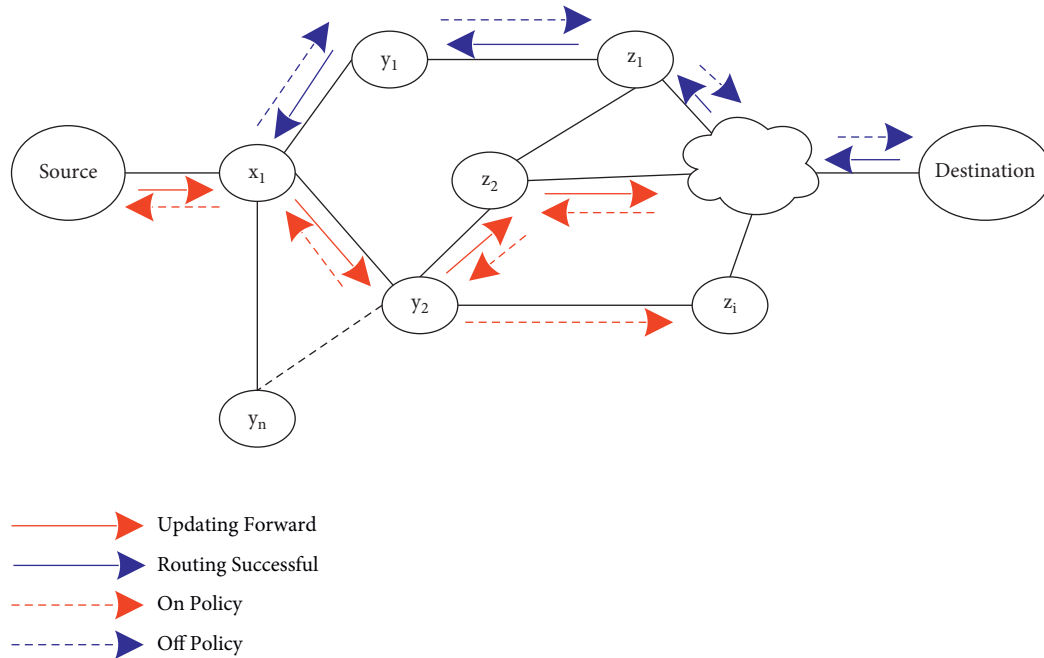 y₁
z₁
Source
x₁
z₂
Destination
y₂
zᵢ
yₙ
Updating Forward
Routing Successful
On Policy
Off Policy